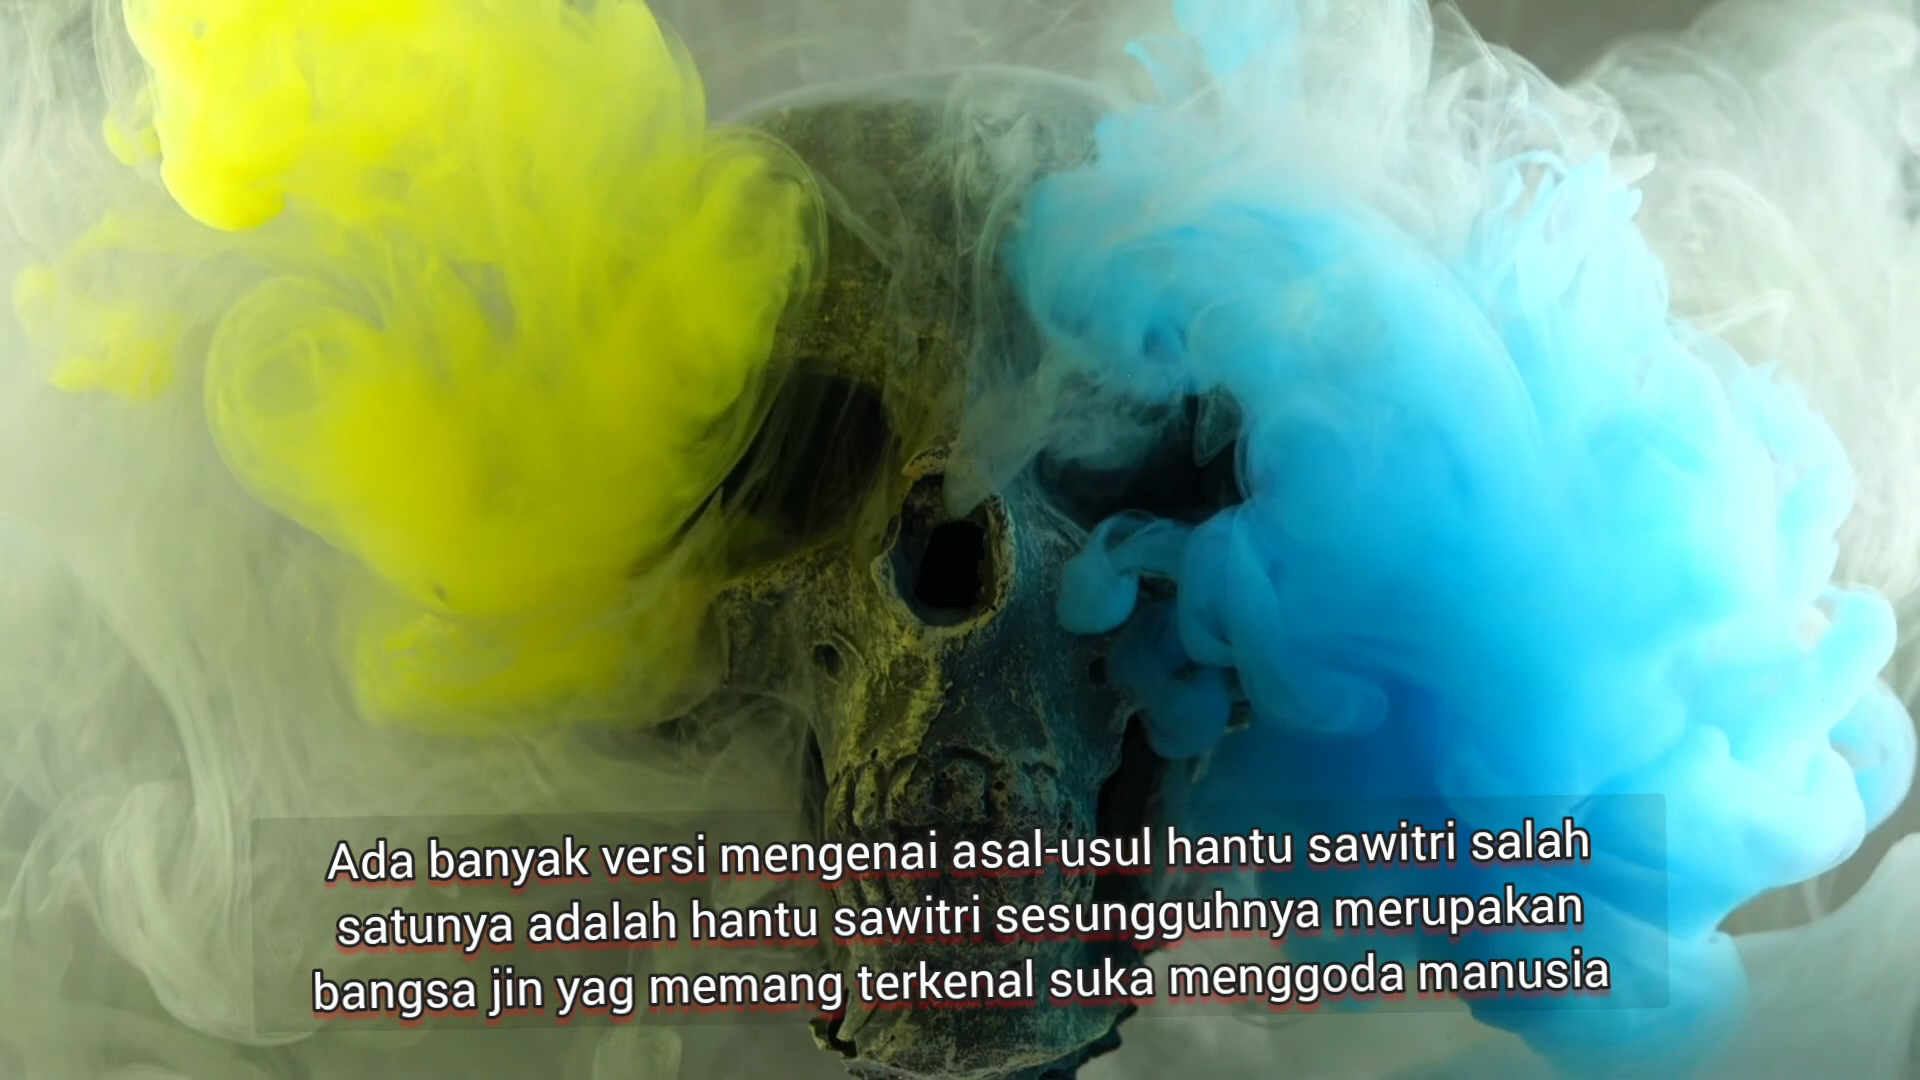 Ada banyak versi mengenai asal-usul hantu sawitri salah
satunya adalah hantu sawitri sesungguhnya merupakan
bangsa jin yag memang terkenal suka menggoda manusia